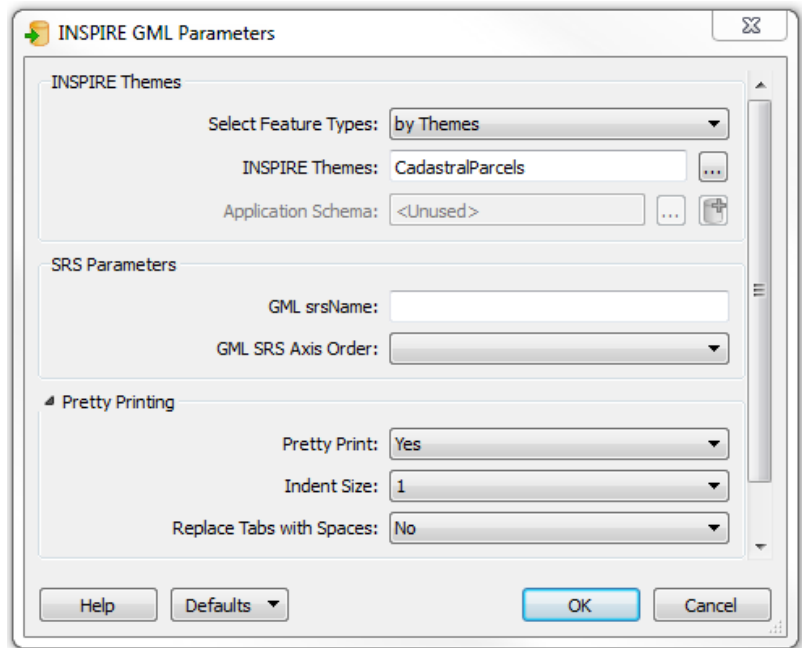 INSPIRE GML Parameters
INSPIRE Themes
Select Feature Types: by Themes
INSPIRE Themes: CadastralParcels ...
Application Schema: <Unused> ...
SRS Parameters
GML srsName:
GML SRS Axis Order:
Pretty Printing
Pretty Print: Yes
Indent Size: 1
Replace Tabs with Spaces: No
Help Defaults OK Cancel